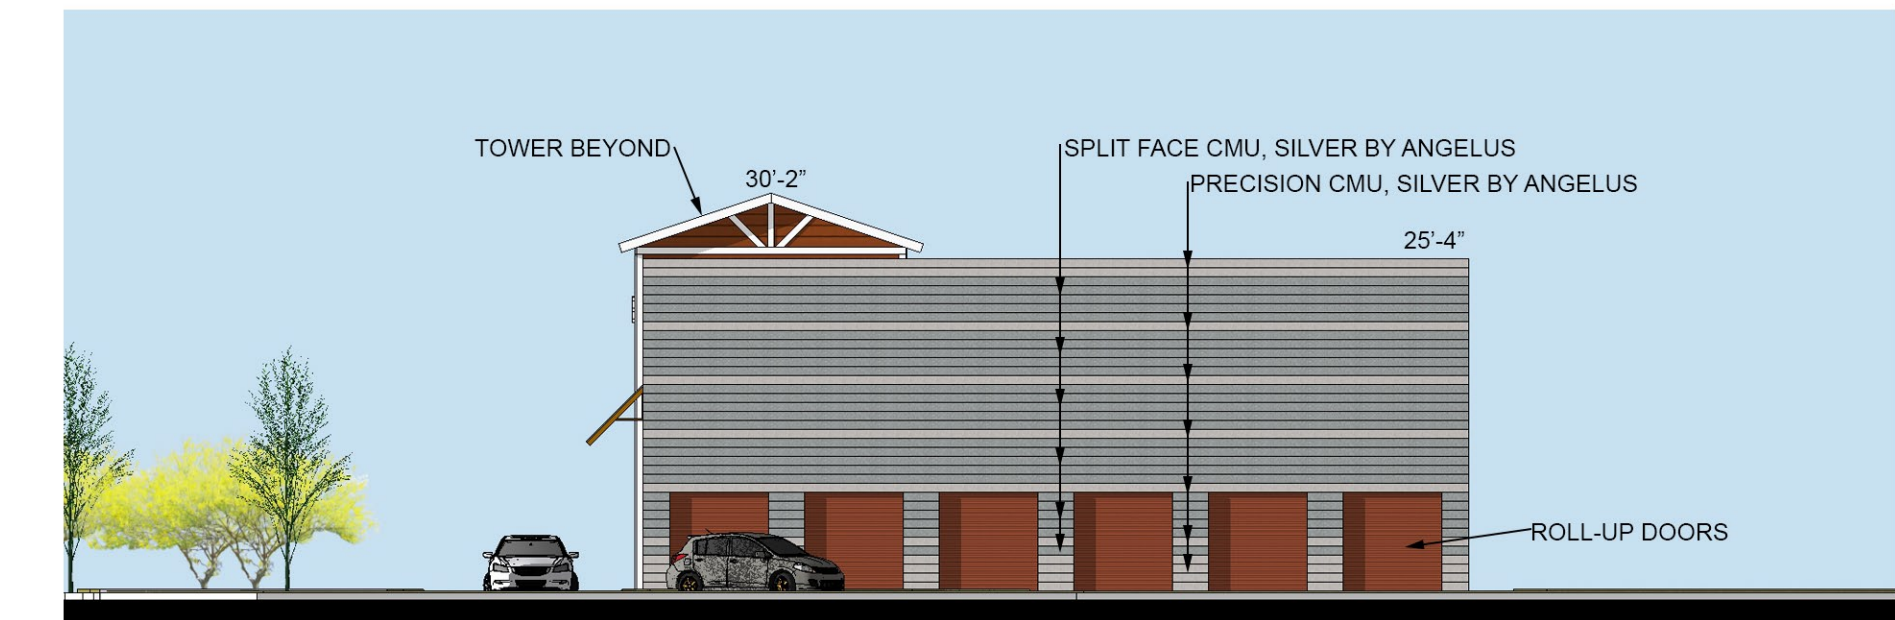 TOWER BEYOND
SPLIT FACE CMU, SILVER BY ANGELUS
30'-2”
PRECISION CMU, SILVER BY ANGELUS
25'-4”
ROLL-UP DOORS